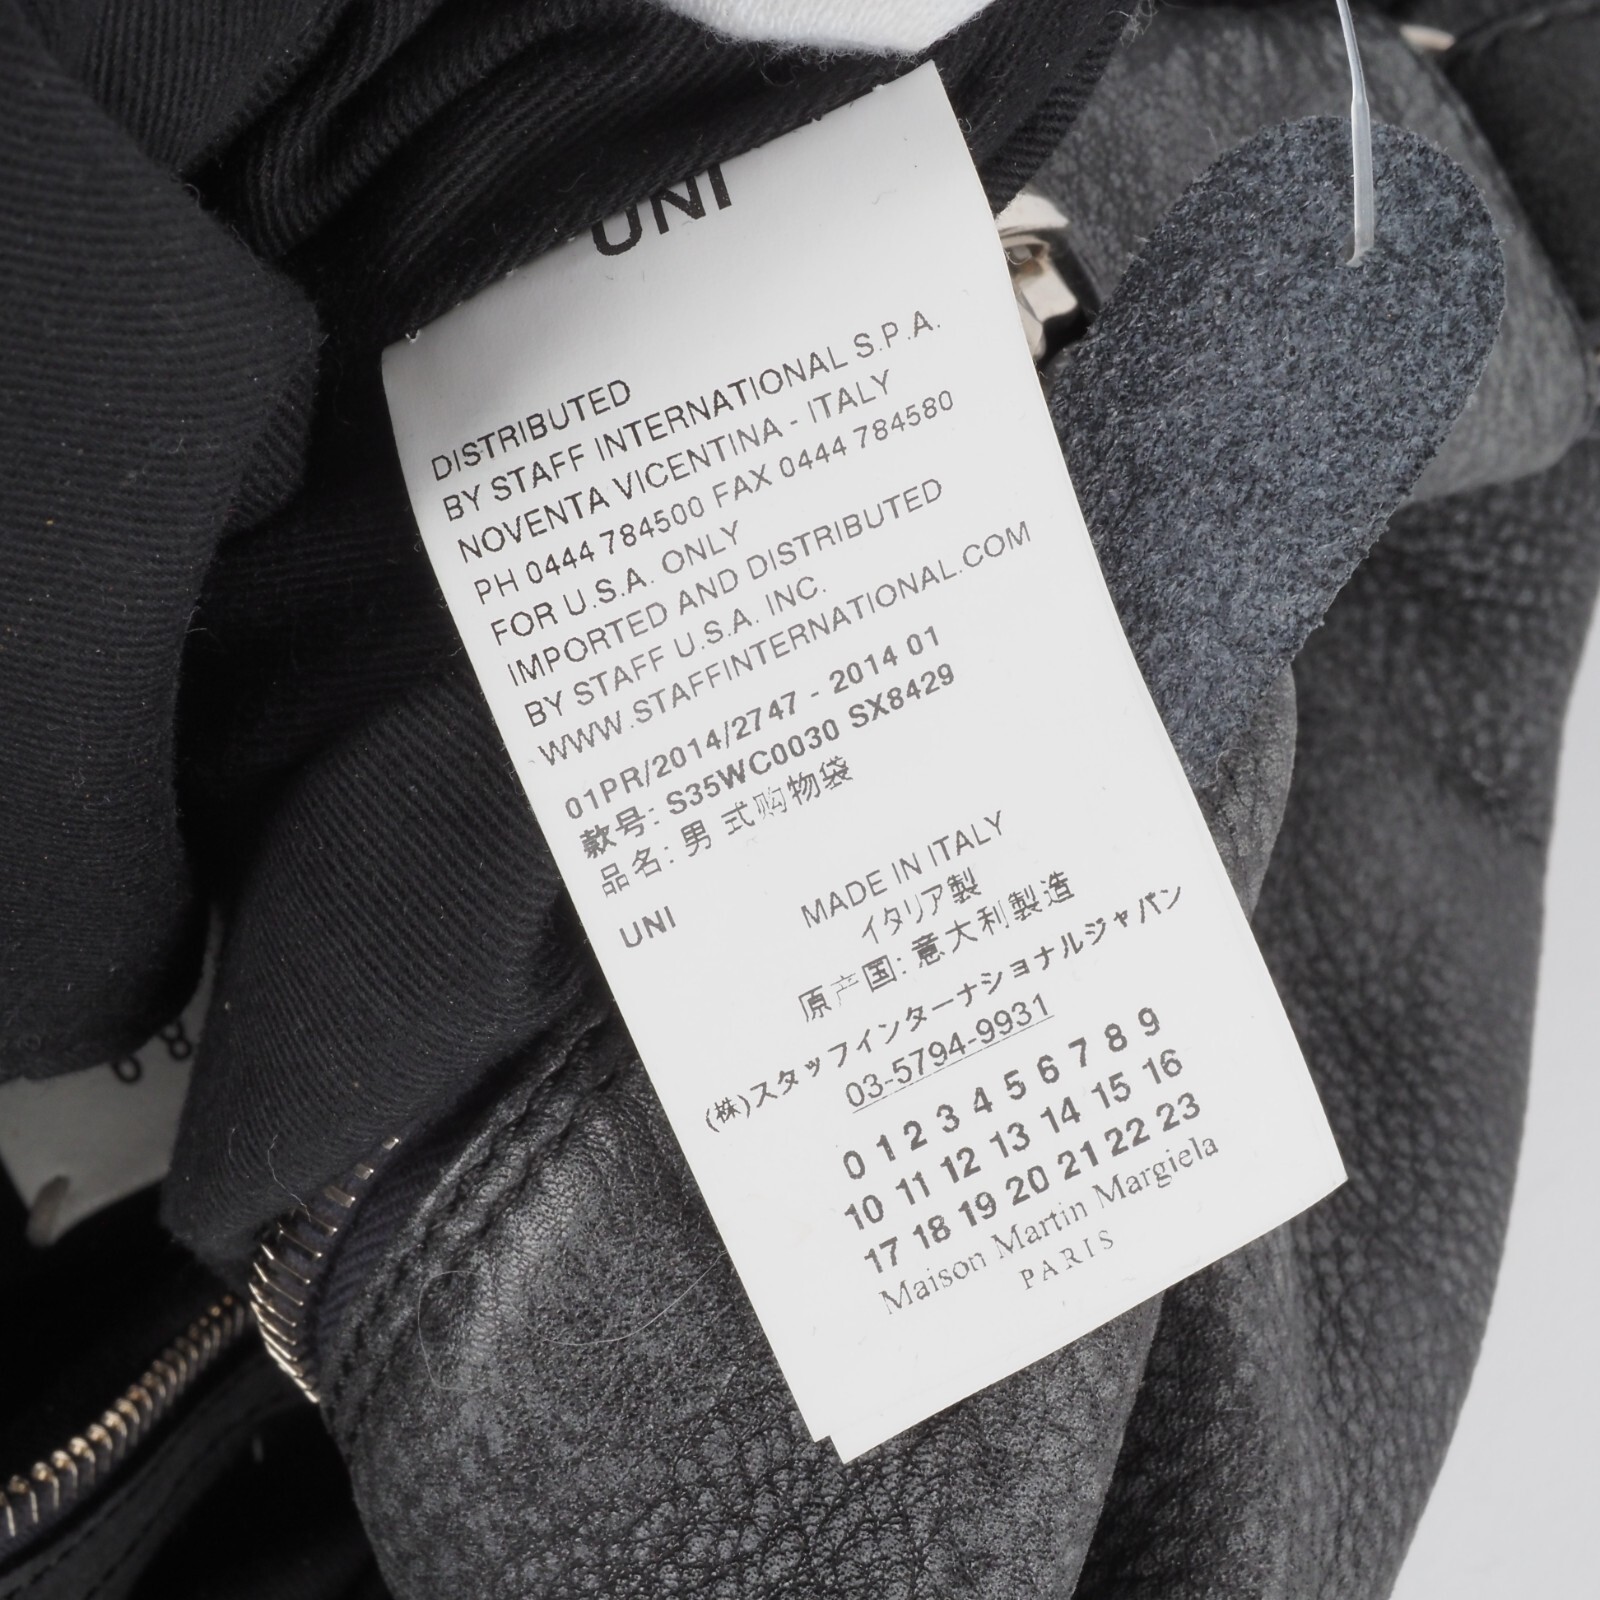 UNI
DISTRIBUTED
BY STAFF INTERNATIONAL S.P.A.
NOVENTA VICENTINA - ITALY
PH 0444 784500 FAX 0444 784580
FOR U.S.A. ONLY
IMPORTED AND DISTRIBUTED
BY STAFF U.S.A. INC.
WWW.STAFFINTERNATIONAL.COM
01PR/2014/2747 - 2014 01
款号: S35WC0030 SX8429
品名: 男 式购物袋
UNI
MADE IN ITALY
イタリア製
原产国: 意大利製造
(株)スタッフインターナショナルジャパン
03-5794-9931
0 1 2 3 4 5 6 7 8 9
10 11 12 13 14 15 16
17 18 19 20 21 22 23
Maison Martin Margiela
PARIS